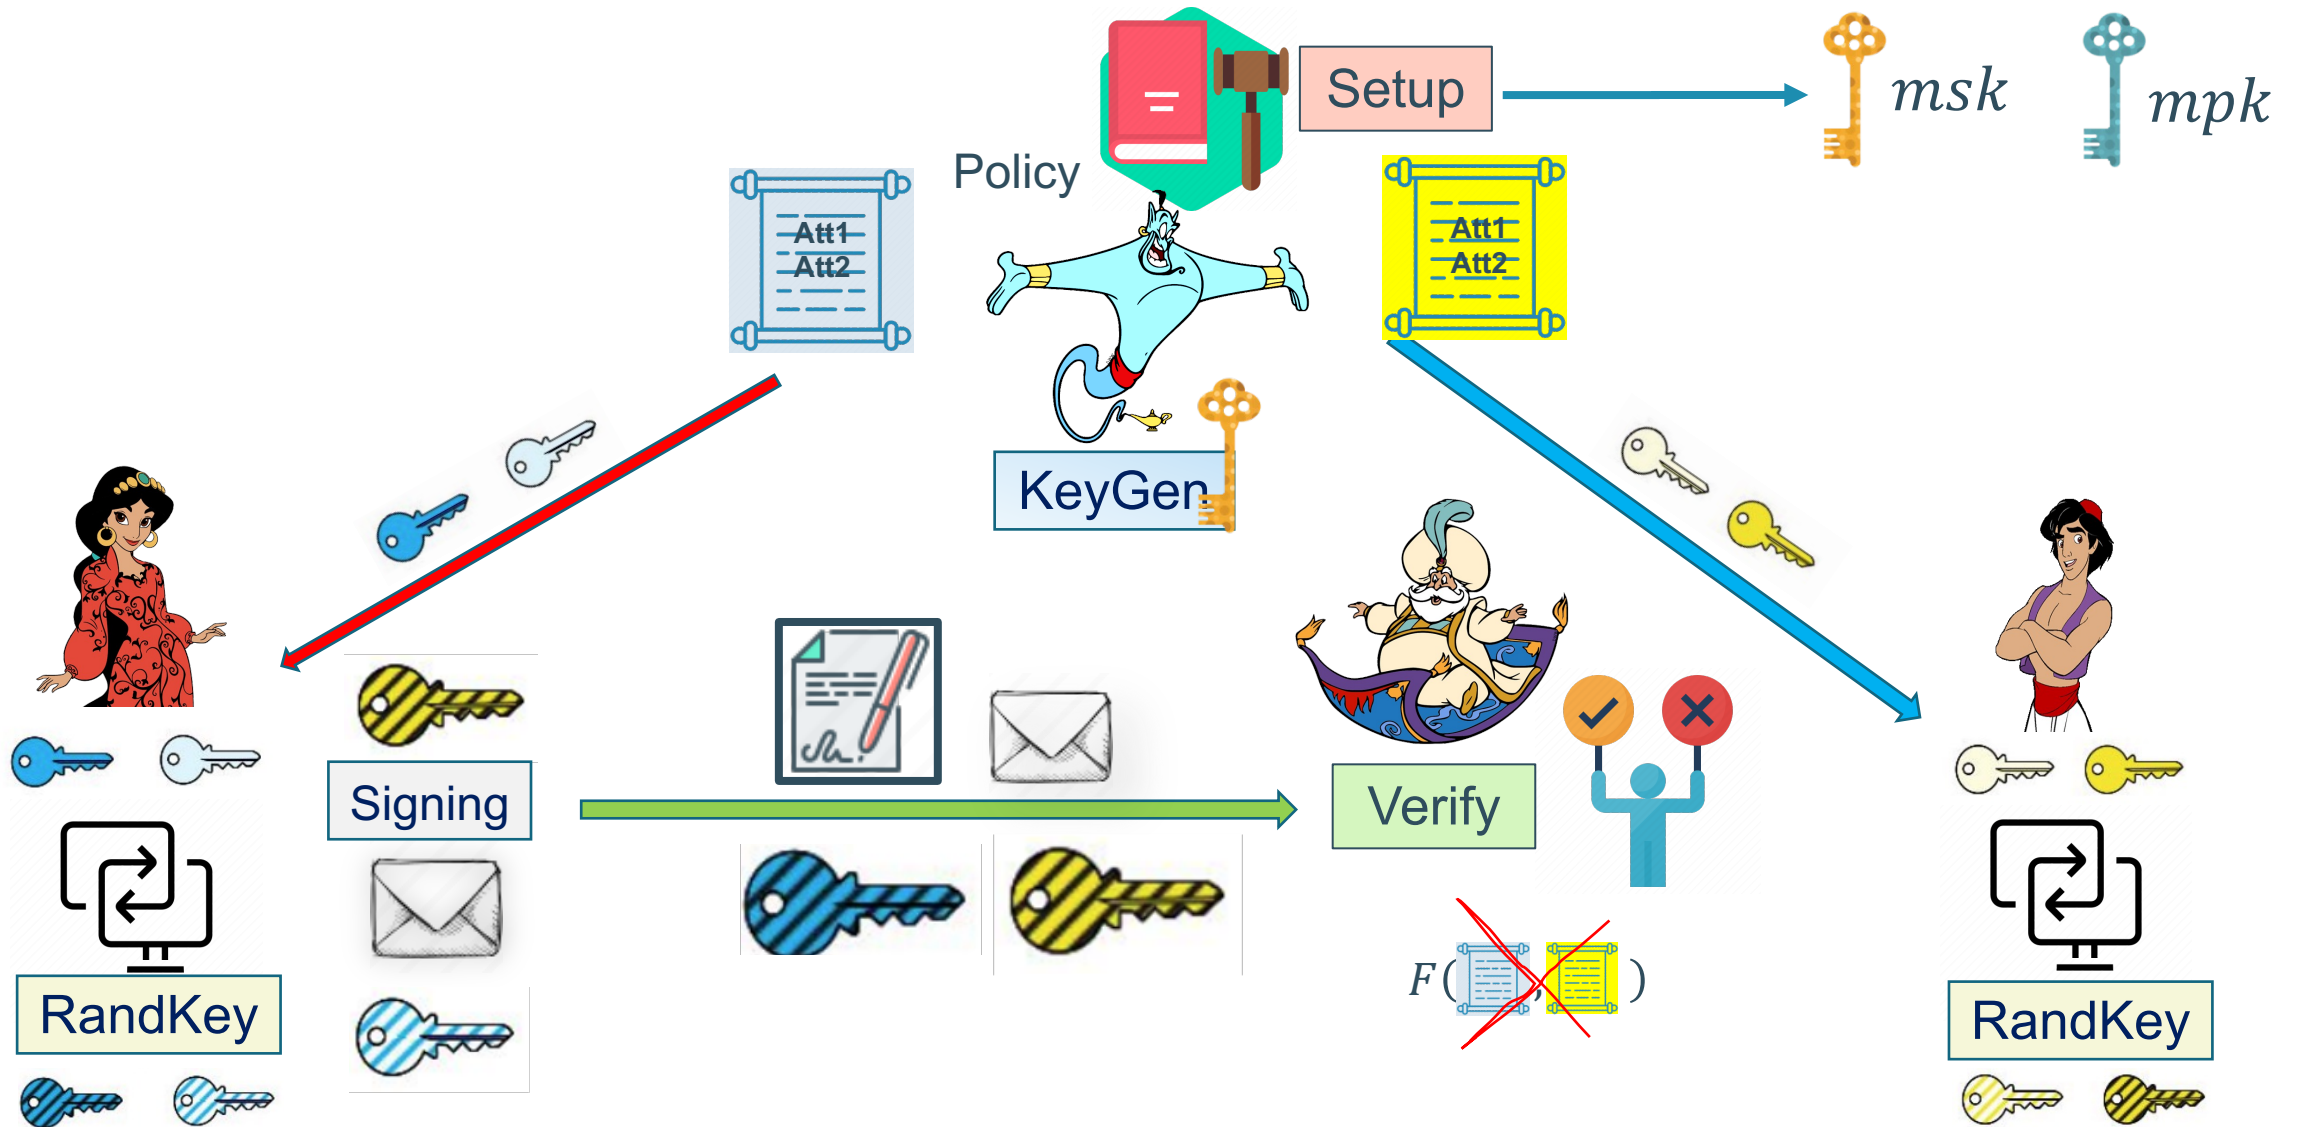 Setup
msk
mpk
Policy
Att1
Att2
Att1
Att2
KeyGen
Signing
Verify
F( , )
RandKey
RandKey